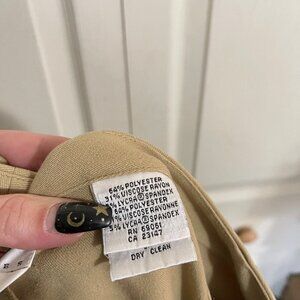 64% POLYESTER
31% VISCOSE RAYON
5% LYCRA® SPANDEX
64% POLYESTER
31% VISCOSE RAYONNE
5% LYCRA® SPANDEX
RN 69051
CA 23147
DRY CLEAN